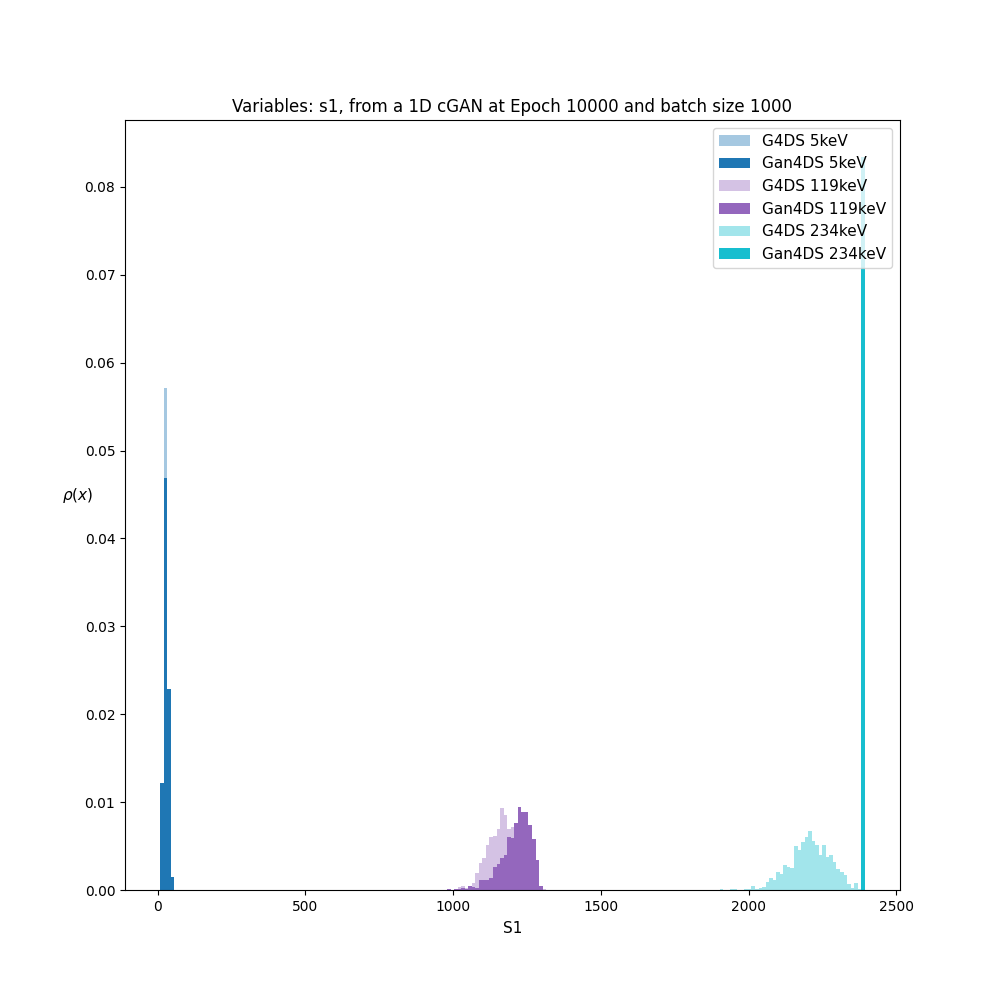 Variables: s1, from a 1D cGAN at Epoch 10000 and batch size 1000
G4DS 5keV
Gan4DS 5keV
G4DS 119keV
Gan4DS 119keV
G4DS 234keV
Gan4DS 234keV
0.08
0.07
0.06
0.05
ρ(x)
0.04
0.03
0.02
0.01
0.00
0 500 1000 1500 2000 2500
S1